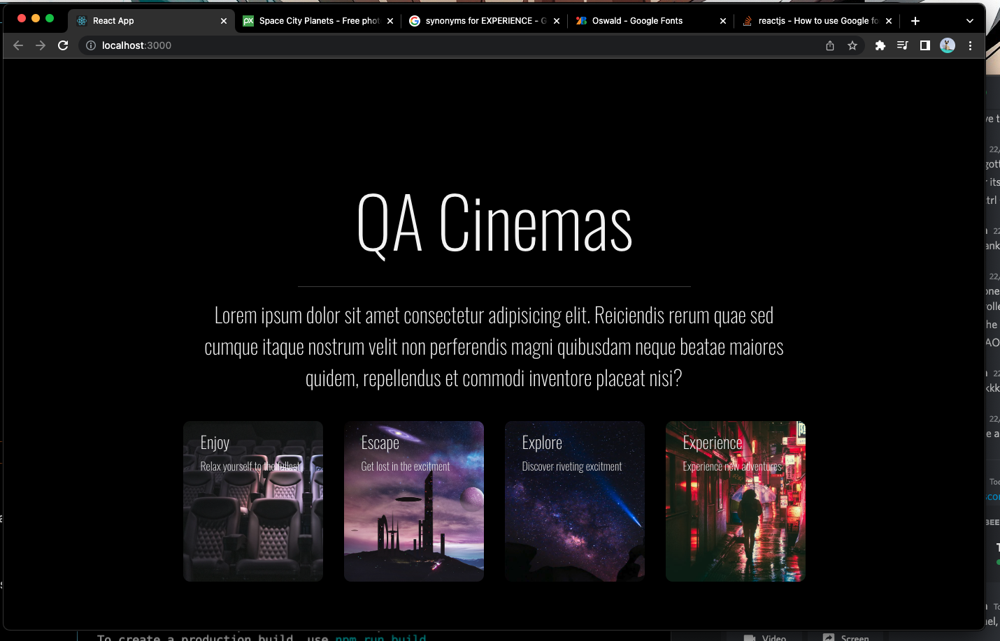 React App
Space City Planets - Free phot
synonyms for EXPERIENCE - G
Oswald - Google Fonts
reactjs - How to use Google fo
localhost:3000
QA Cinemas
Lorem ipsum dolor sit amet consectetur adipisicing elit. Reiciendis rerum quae sed
cumque itaque nostrum velit non perferendis magni quibusdam neque beatae maiores
quidem, repellendus et commodi inventore placeat nisi?
Enjoy
Relax yourself to the fullest
Escape
Get lost in the excitment
Explore
Discover riveting excitment
Experience
Experience new adventures
To create a production build, use npm run build
Video
Screen